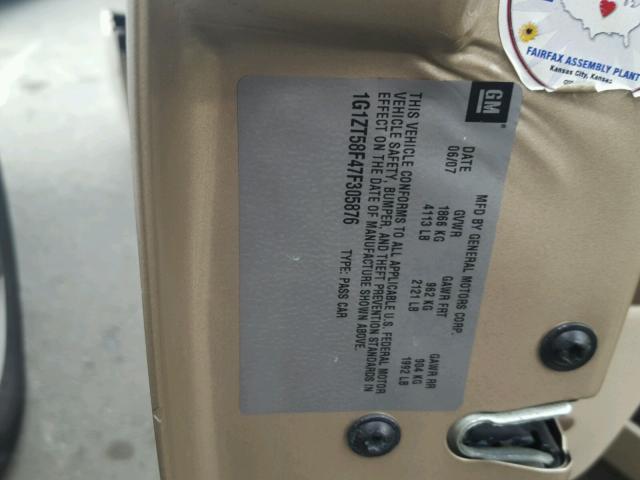 GM
DATE
06/07
MFD BY GENERAL MOTORS CORP.
GVWR GAWR FRT GAWR RR
1866 KG 962 KG 904 KG
4113 LB 2121 LB 1992 LB
THIS VEHICLE CONFORMS TO ALL APPLICABLE U.S. FEDERAL MOTOR
VEHICLE SAFETY, BUMPER, AND THEFT PREVENTION STANDARDS IN
EFFECT ON THE DATE OF MANUFACTURE SHOWN ABOVE.
1G1ZT58F47F305876 TYPE: PASS CAR
FAIRFAX ASSEMBLY PLANT
Kansas City, Kansas